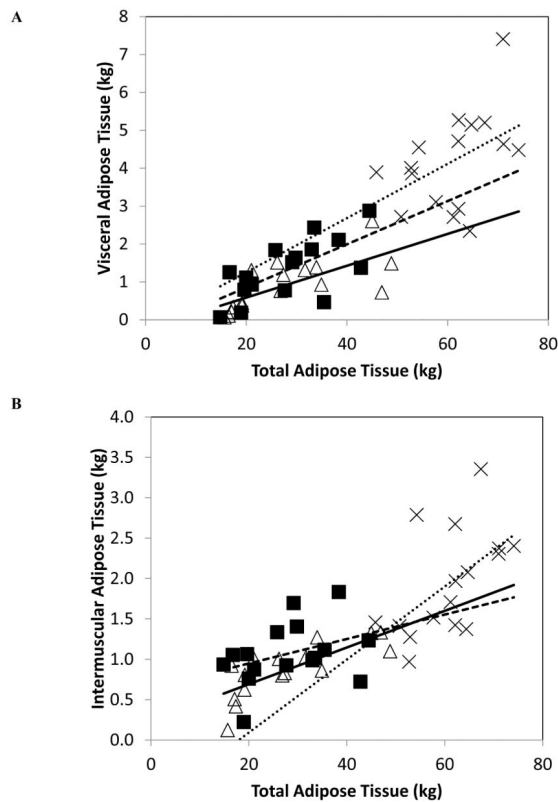 A
8
7
6
5
4
3
2
1
0
Visceral Adipose Tissue (kg)
0 20 40 60 80
Total Adipose Tissue (kg)
B
4.0
3.5
3.0
2.5
2.0
1.5
1.0
0.5
0.0
Intermuscular Adipose Tissue (kg)
0 20 40 60 80
Total Adipose Tissue (kg)